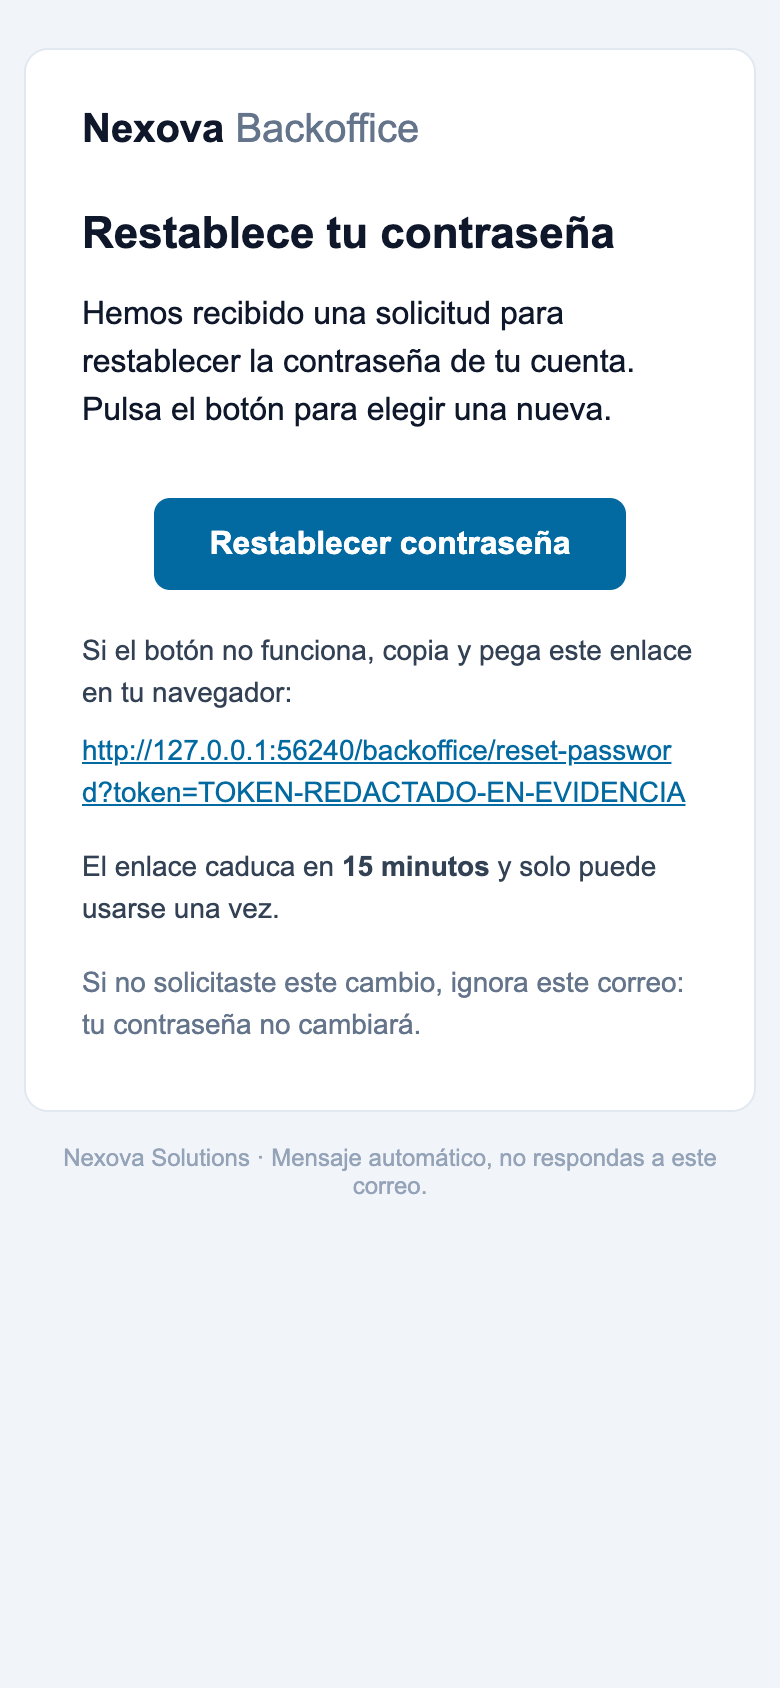 Nexova Backoffice
Restablece tu contraseña
Hemos recibido una solicitud para
restablecer la contraseña de tu cuenta.
Pulsa el botón para elegir una nueva.
Restablecer contraseña
Si el botón no funciona, copia y pega este enlace
en tu navegador:
http://127.0.0.1:56240/backoffice/reset-passwor
d?token=TOKEN-REDACTADO-EN-EVIDENCIA
El enlace caduca en 15 minutos y solo puede
usarse una vez.
Si no solicitaste este cambio, ignora este correo:
tu contraseña no cambiará.
Nexova Solutions · Mensaje automático, no respondas a este
correo.